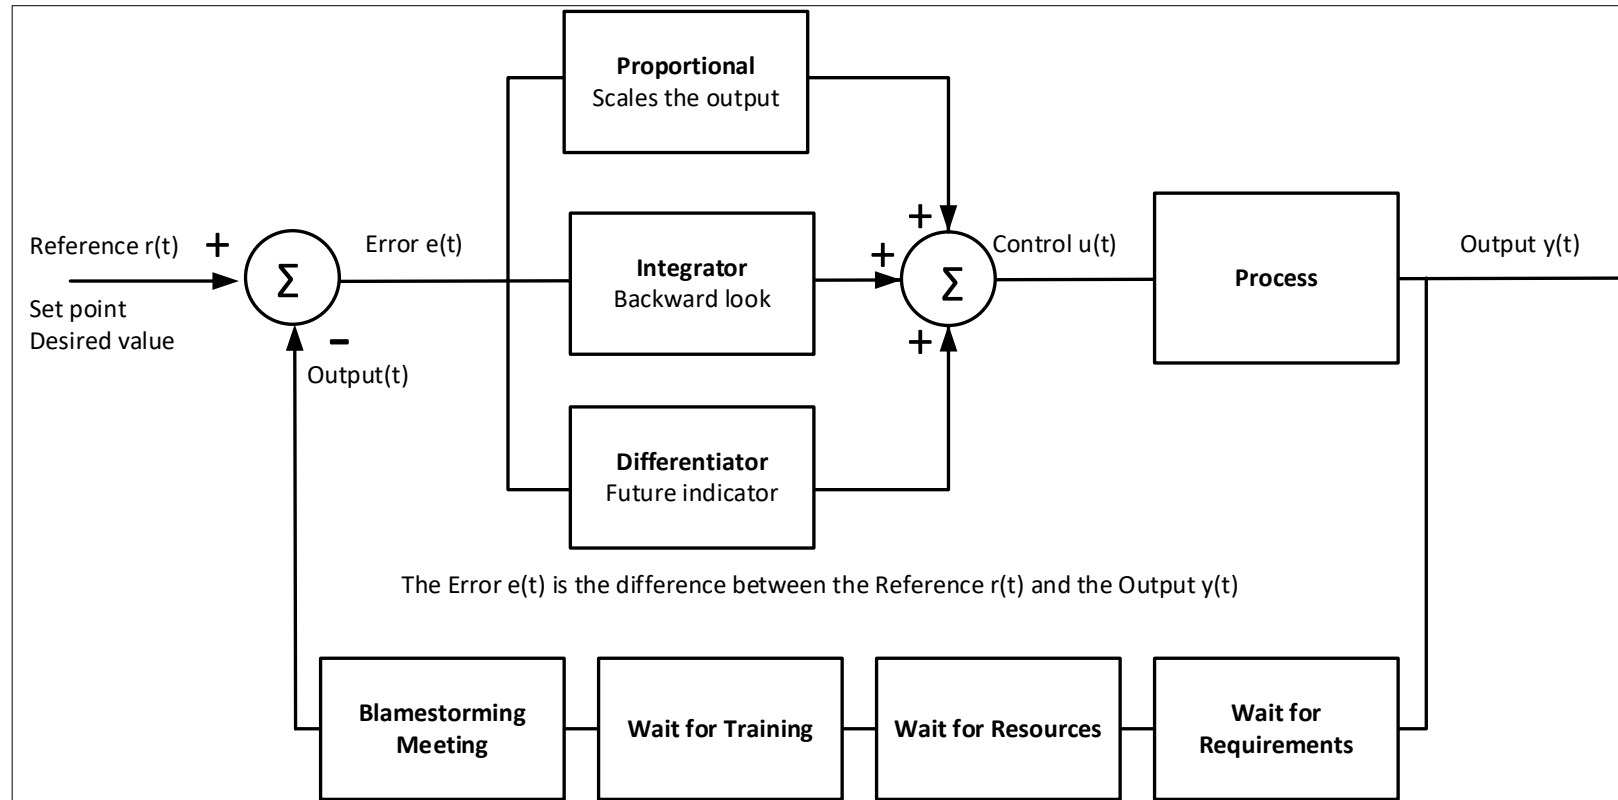 Proportional
Scales the output
Reference r(t)
+
Σ
Error e(t)
Set point
Desired value
−
Output(t)
Integrator
Backward look
+
+
+
Σ
Control u(t)
Process
Output y(t)
Differentiator
Future indicator
The Error e(t) is the difference between the Reference r(t) and the Output y(t)
Blamestorming
Meeting
Wait for Training
Wait for Resources
Wait for
Requirements